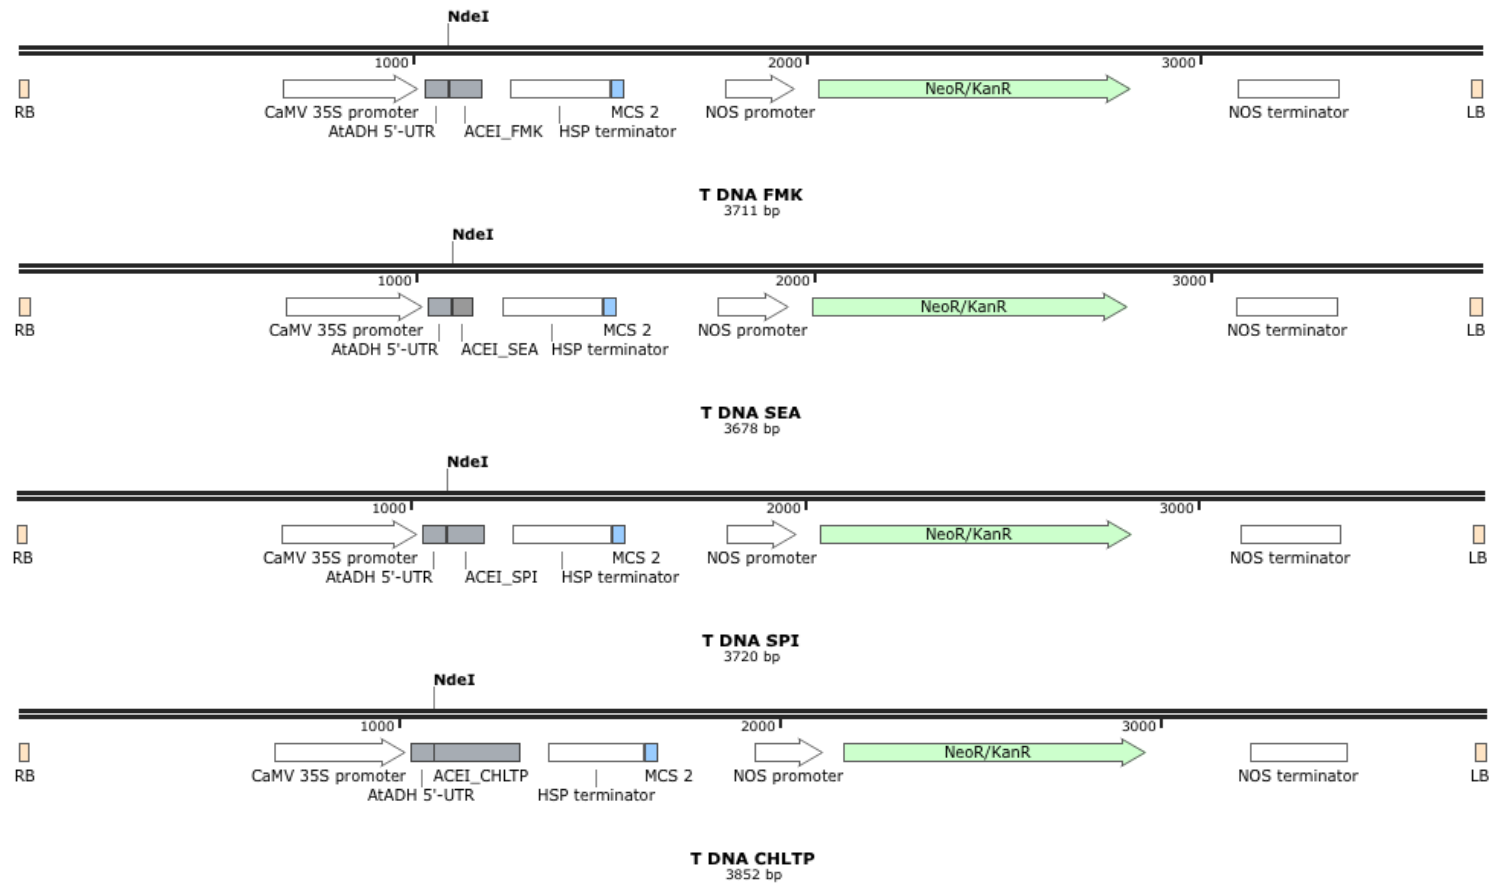 NdeI
1000 2000 3000
NeoR/KanR
RB CaMV 35S promoter MCS 2 NOS promoter NOS terminator LB
AtADH 5'-UTR ACEI_FMK HSP terminator
T DNA FMK
3711 bp
NdeI
1000 2000 3000
NeoR/KanR
RB CaMV 35S promoter MCS 2 NOS promoter NOS terminator LB
AtADH 5'-UTR ACEI_SEA HSP terminator
T DNA SEA
3678 bp
NdeI
1000 2000 3000
NeoR/KanR
RB CaMV 35S promoter MCS 2 NOS promoter NOS terminator LB
AtADH 5'-UTR ACEI_SPI HSP terminator
T DNA SPI
3720 bp
NdeI
1000 2000 3000
NeoR/KanR
RB CaMV 35S promoter ACEI_CHLTP MCS 2 NOS promoter NOS terminator LB
AtADH 5'-UTR HSP terminator
T DNA CHLTP
3852 bp